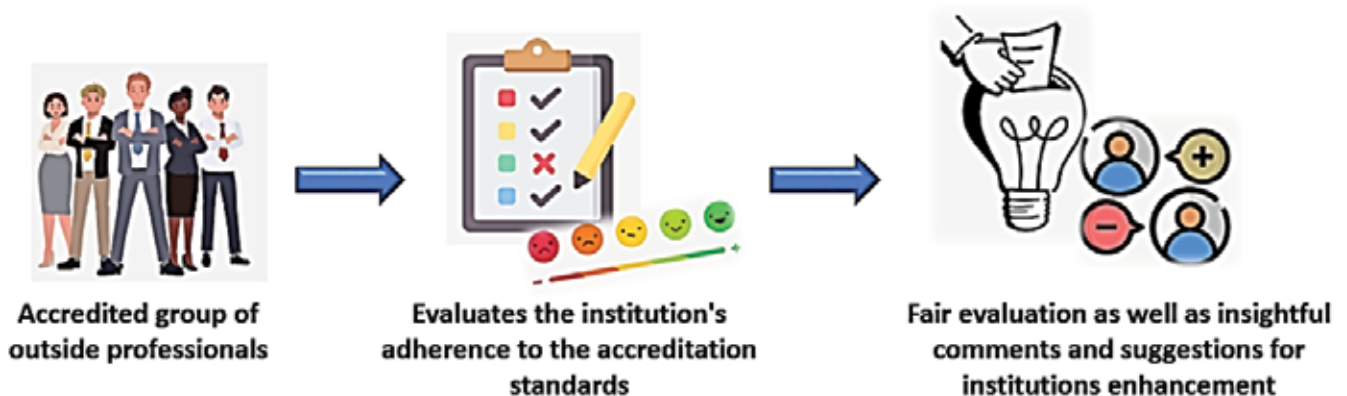 Accredited group of
outside professionals
Evaluates the institution's
adherence to the accreditation
standards
Fair evaluation as well as insightful
comments and suggestions for
institutions enhancement